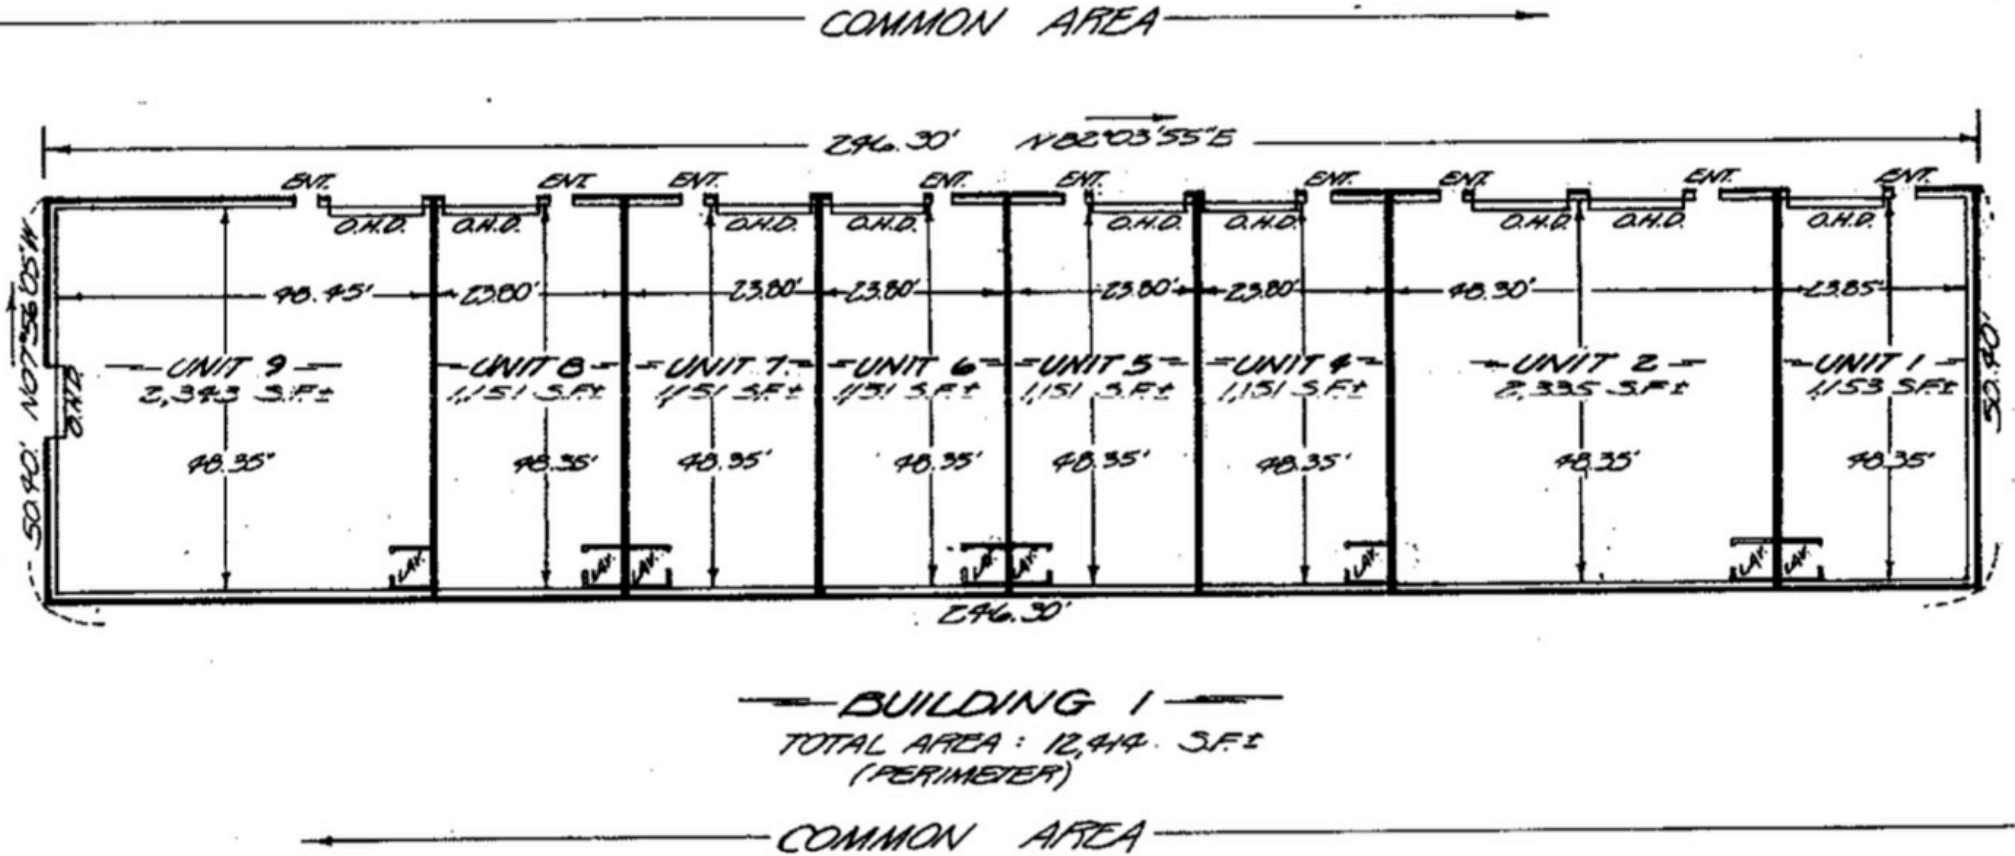 COMMON AREA
246.30' N82°03'55"E
ENT. ENT. ENT. ENT. ENT. ENT. ENT. ENT. ENT.
O.H.D. O.H.D. O.H.D. O.H.D. O.H.D. O.H.D. O.H.D. O.H.D. O.H.D.
48.45' 23.80' 23.80' 23.80' 23.80' 23.80' 48.30' 23.85'
50.40' N07°56'05"W
O.H.D.
50.40'
UNIT 9 UNIT 8 UNIT 7 UNIT 6 UNIT 5 UNIT 4 UNIT 2 UNIT 1
2,343 S.F.± 1,151 S.F.± 1,151 S.F.± 1,151 S.F.± 1,151 S.F.± 1,151 S.F.± 2,335 S.F.± 1,153 S.F.±
48.35' 48.35' 48.35' 48.35' 48.35' 48.35' 48.35' 48.35'
LAV. LAV. LAV. LAV. LAV. LAV. LAV. LAV.
246.30'
BUILDING 1
TOTAL AREA: 12,414. S.F.±
(PERIMETER)
COMMON AREA